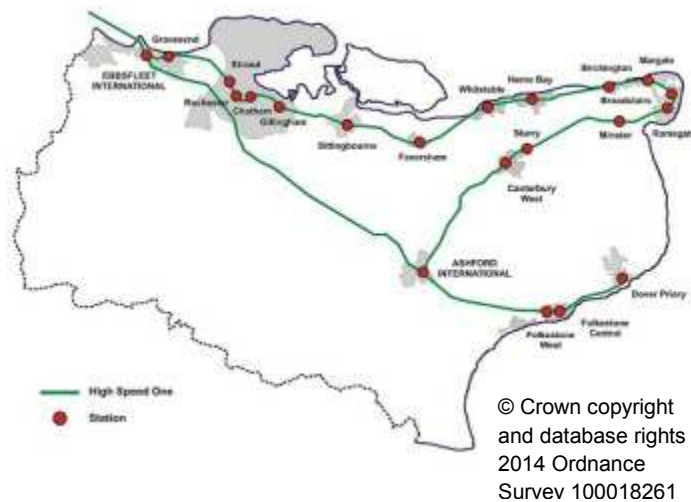 Gravesend
EBBSFLEET
INTERNATIONAL
Strood
Rochester
Chatham
Gillingham
Sittingbourne
Faversham
Whitstable
Herne Bay
Birchington
Margate
Broadstairs
Ramsgate
Minster
Sturry
Canterbury
West
ASHFORD
INTERNATIONAL
Dover Priory
Folkestone
West
Folkestone
Central
High Speed One
Station
© Crown copyright
and database rights
2014 Ordnance
Survey 100018261